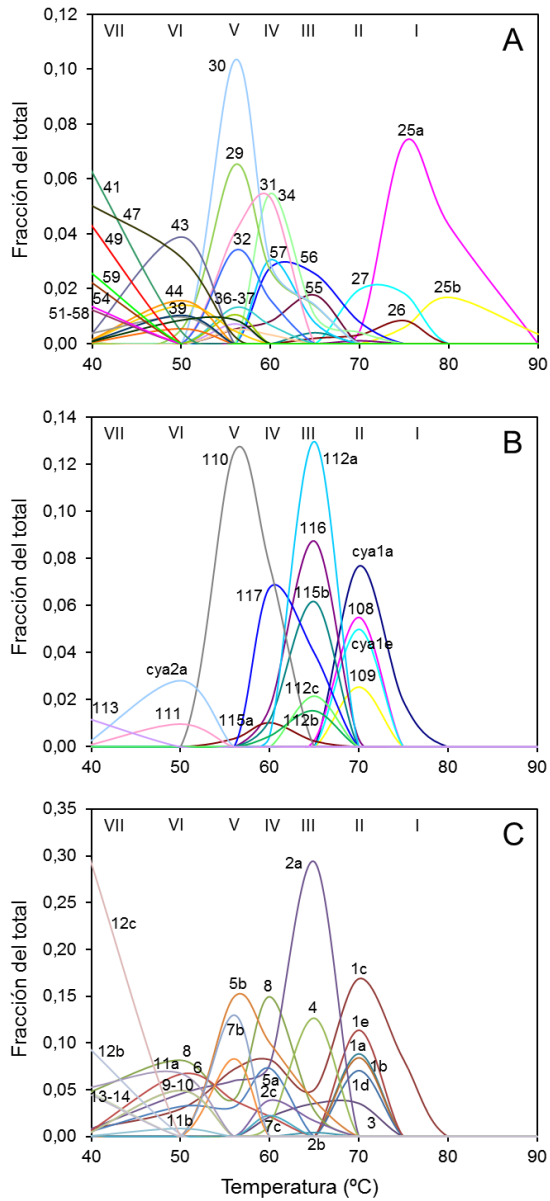 VII VI V IV III II I
A
0,12
0,10
0,08
0,06
0,04
0,02
0,00
Fracción del total
30
29
31
34
25a
41
47
43
49
32
57
56
59
44
36-37
55
27
54
39
26
25b
51-58
40 50 60 70 80 90
VII VI V IV III II I
B
0,14
0,12
0,10
0,08
0,06
0,04
0,02
0,00
Fracción del total
110
112a
116
cya1a
117
115b
108
cya1e
cya2a
112c
109
113
111
115a
112b
40 50 60 70 80 90
VII VI V IV III II I
C
0,35
0,30
0,25
0,20
0,15
0,10
0,05
0,00
Fracción del total
2a
12c
5b
8
1c
7b
4
1e
12b
8
1a
11a
6
1b
9-10
5a
1d
13-14
2c
11b
7c
3
2b
40 50 60 70 80 90
Temperatura (ºC)